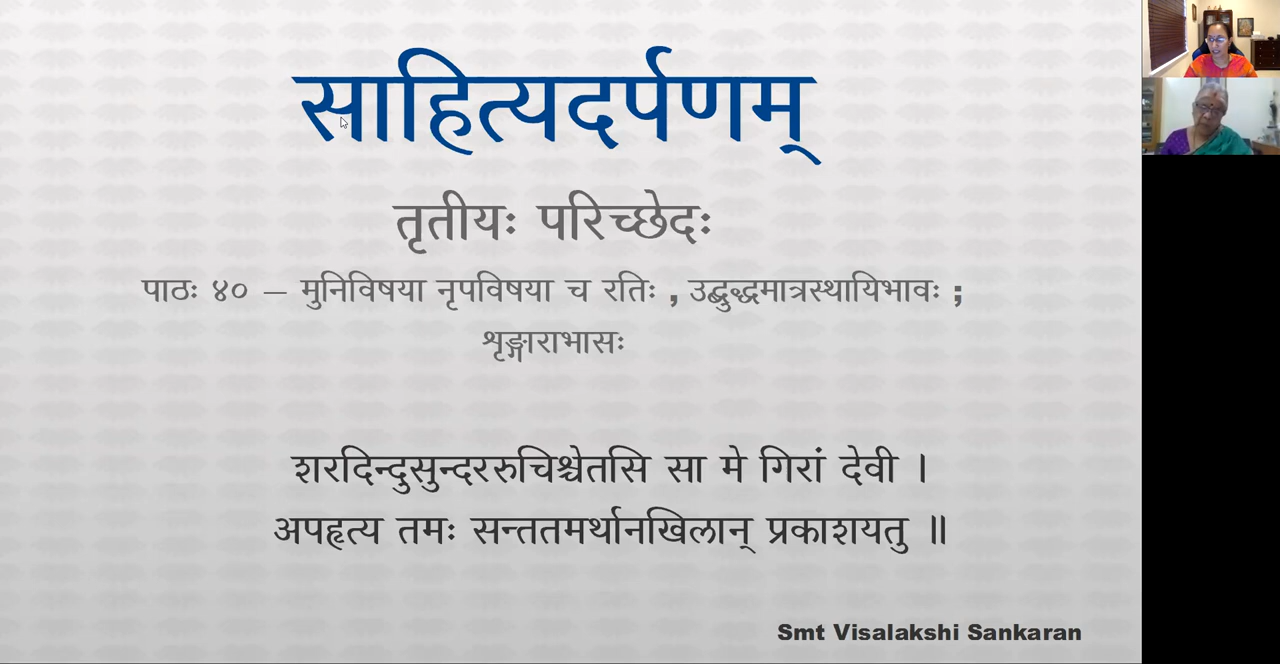 साहित्यदर्पणम्
तृतीयः परिच्छेदः
पाठः ४० – मुनिविषया नृपविषया च रतिः , उद्बुद्धमात्रस्थायिभावः ;
शृङ्गाराभासः
शरदिन्दुसुन्दररुचिश्चेतसि सा मे गिरां देवी ।
अपहृत्य तमः सन्ततमर्थानखिलान् प्रकाशयतु ॥
Smt Visalakshi Sankaran